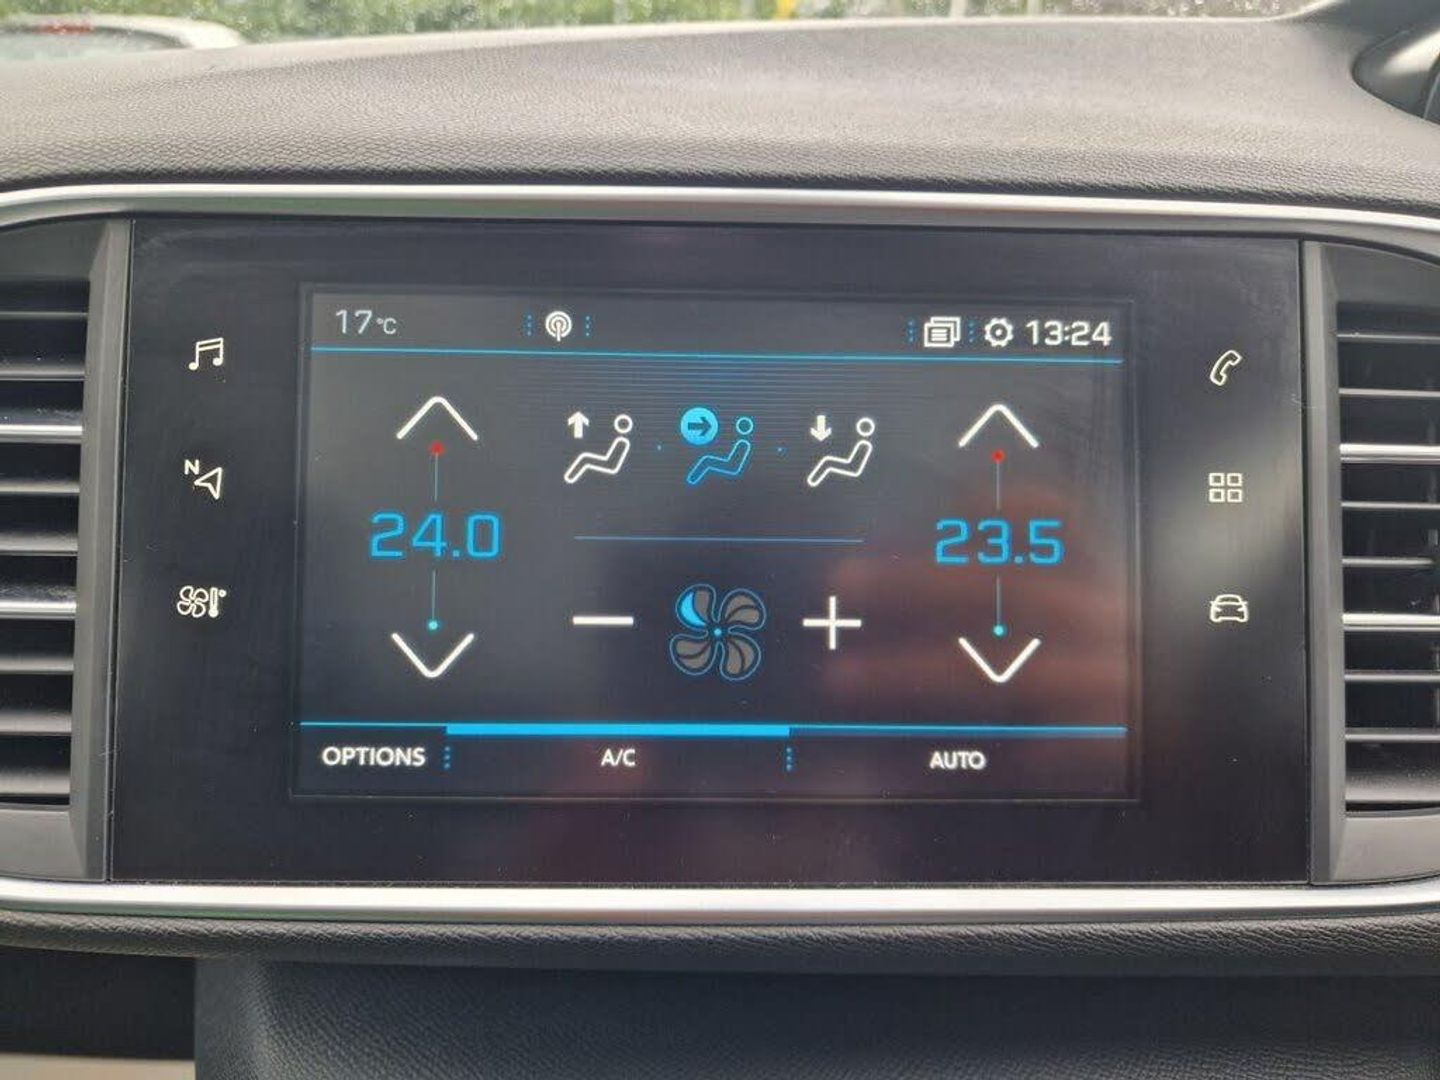 17°C
13:24
N
24.0
23.5
OPTIONS
A/C
AUTO